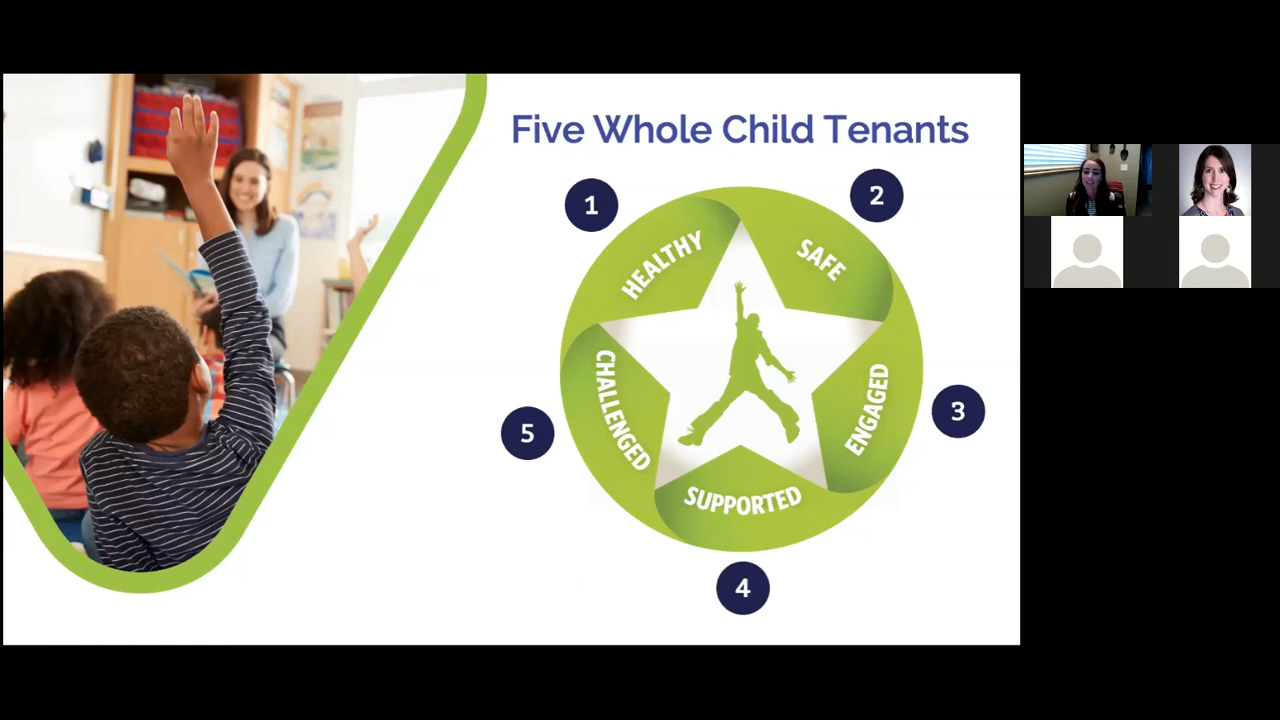 Five Whole Child Tenants
1
2
HEALTHY
SAFE
CHALLENGED
ENGAGED
3
5
SUPPORTED
4